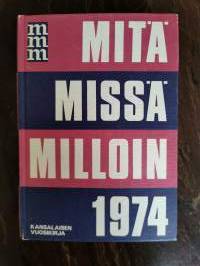 mmm
MITÄ
MISSÄ
MILLOIN
1974
KANSALAISEN
VUOSIKIRJA